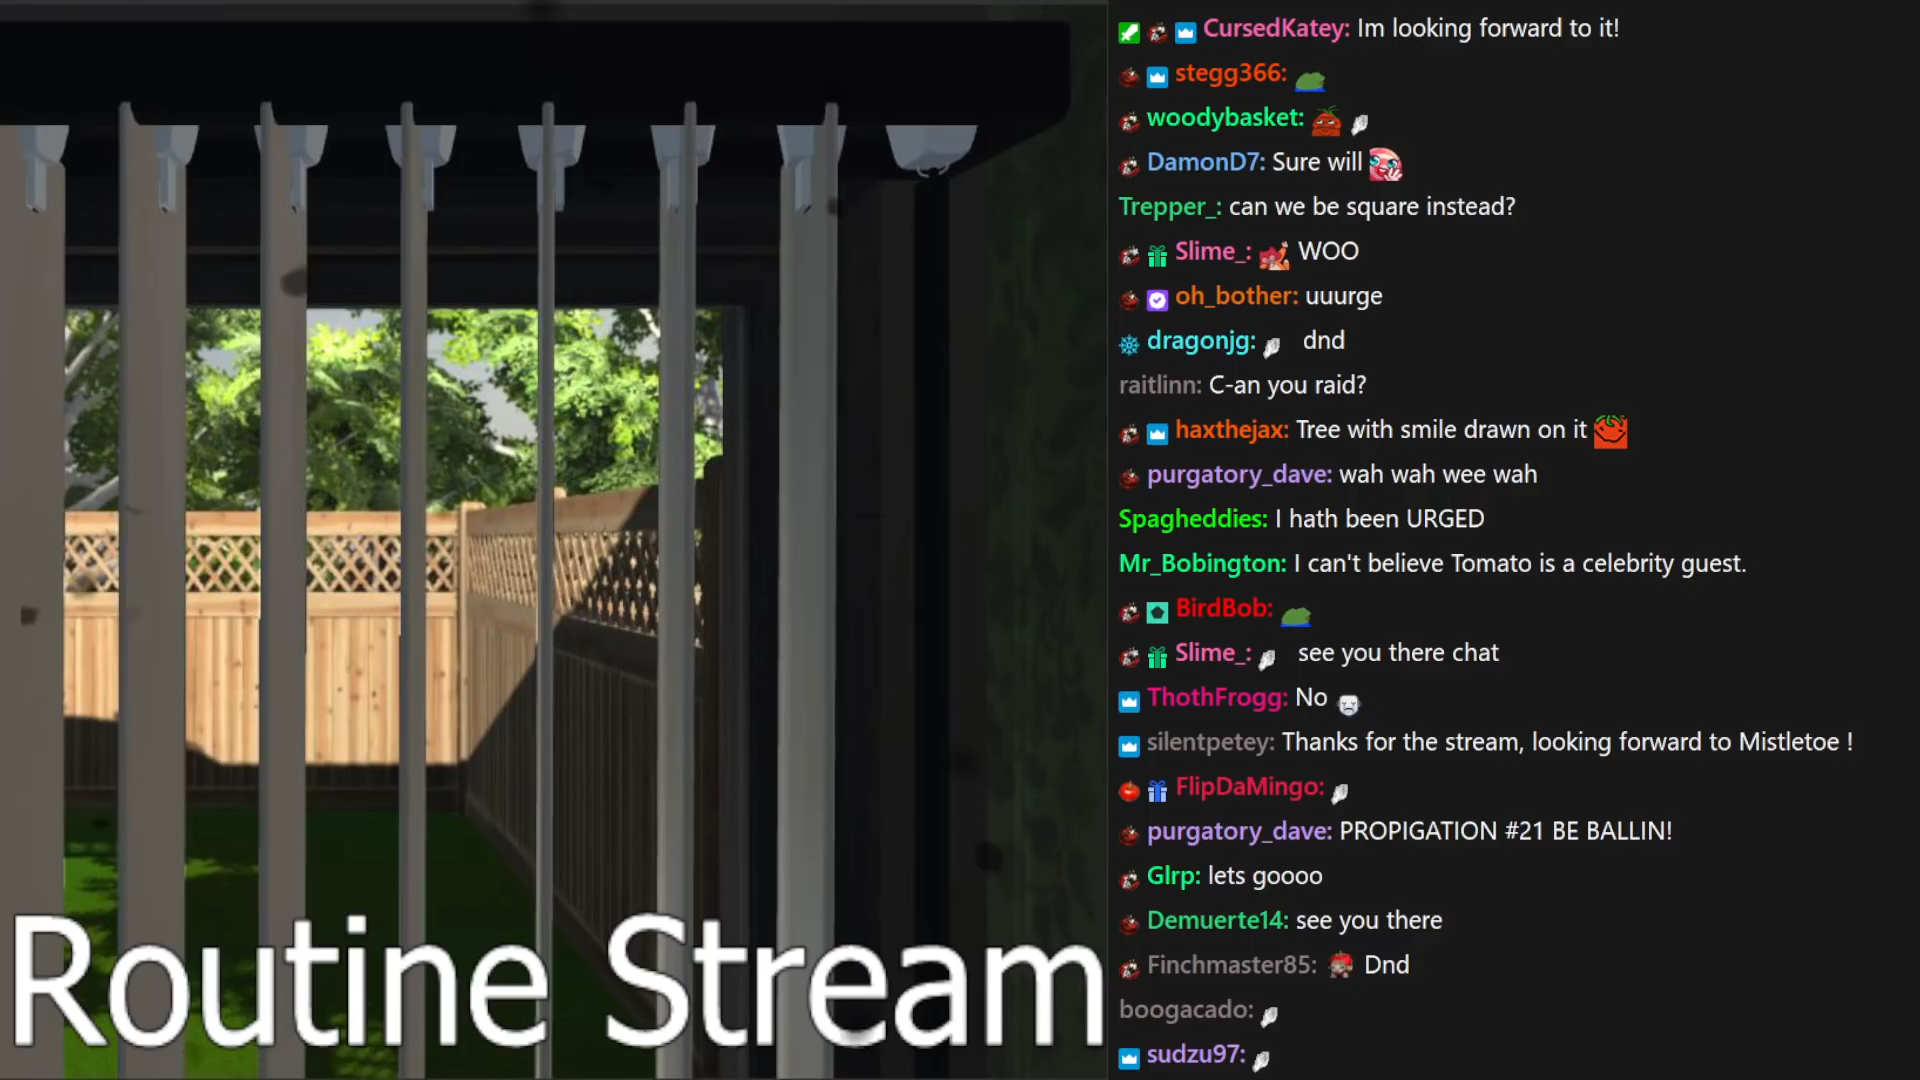 CursedKatey: Im looking forward to it!
stegg366:
woodybasket:
DamonD7: Sure will
Trepper_: can we be square instead?
Slime_: WOO
oh_bother: uuurge
dragonjg: dnd
raitlinn: C-an you raid?
haxthejax: Tree with smile drawn on it
purgatory_dave: wah wah wee wah
Spagheddies: I hath been URGED
Mr_Bobington: I can't believe Tomato is a celebrity guest.
BirdBob:
Slime_: see you there chat
ThothFrogg: No
silentpetey: Thanks for the stream, looking forward to Mistletoe !
FlipDaMingo:
purgatory_dave: PROPIGATION #21 BE BALLIN!
Glrp: lets goooo
Demuerte14: see you there
Finchmaster85: Dnd
boogacado:
sudzu97:
Routine Stream